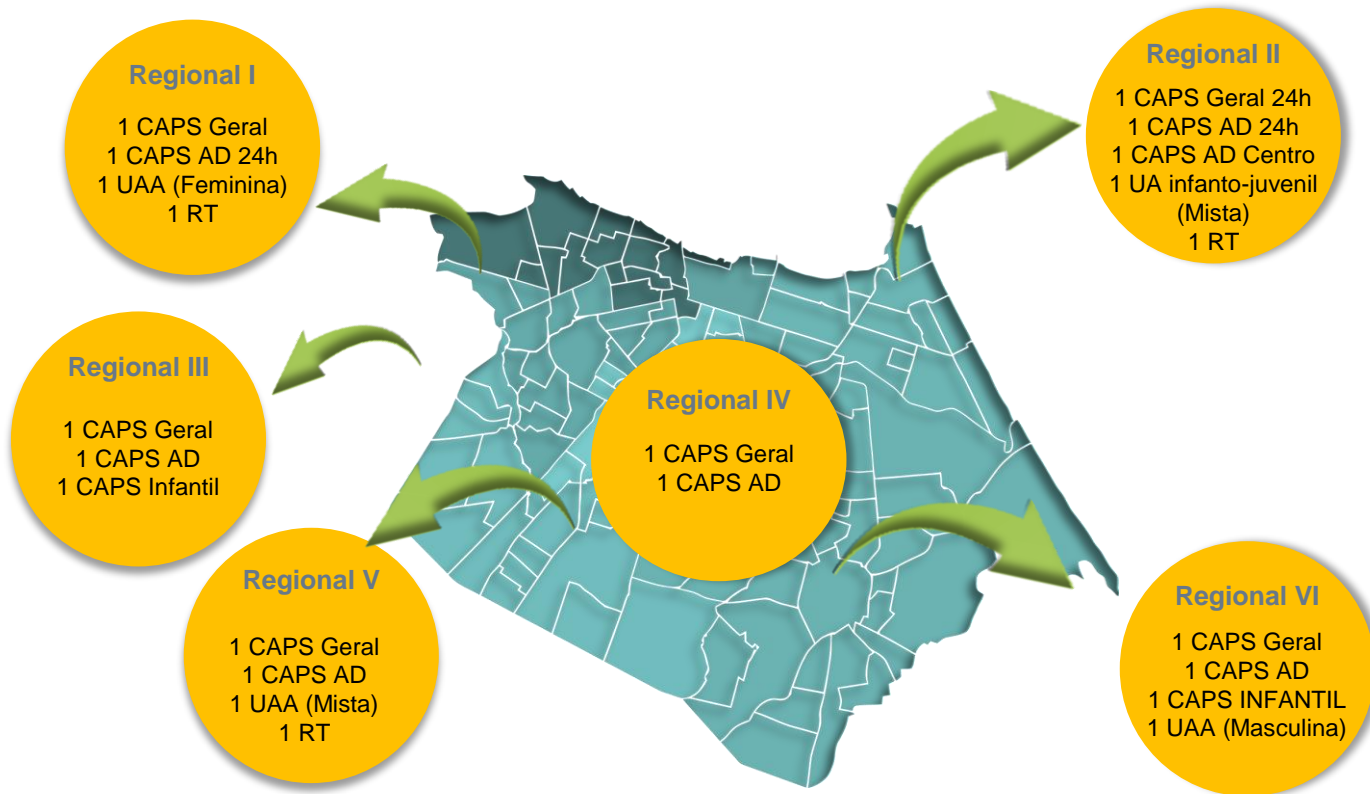 Regional I
1 CAPS Geral
1 CAPS AD 24h
1 UAA (Feminina)
1 RT
Regional II
1 CAPS Geral 24h
1 CAPS AD 24h
1 CAPS AD Centro
1 UA infanto-juvenil
(Mista)
1 RT
Regional III
1 CAPS Geral
1 CAPS AD
1 CAPS Infantil
Regional IV
1 CAPS Geral
1 CAPS AD
Regional V
1 CAPS Geral
1 CAPS AD
1 UAA (Mista)
1 RT
Regional VI
1 CAPS Geral
1 CAPS AD
1 CAPS INFANTIL
1 UAA (Masculina)